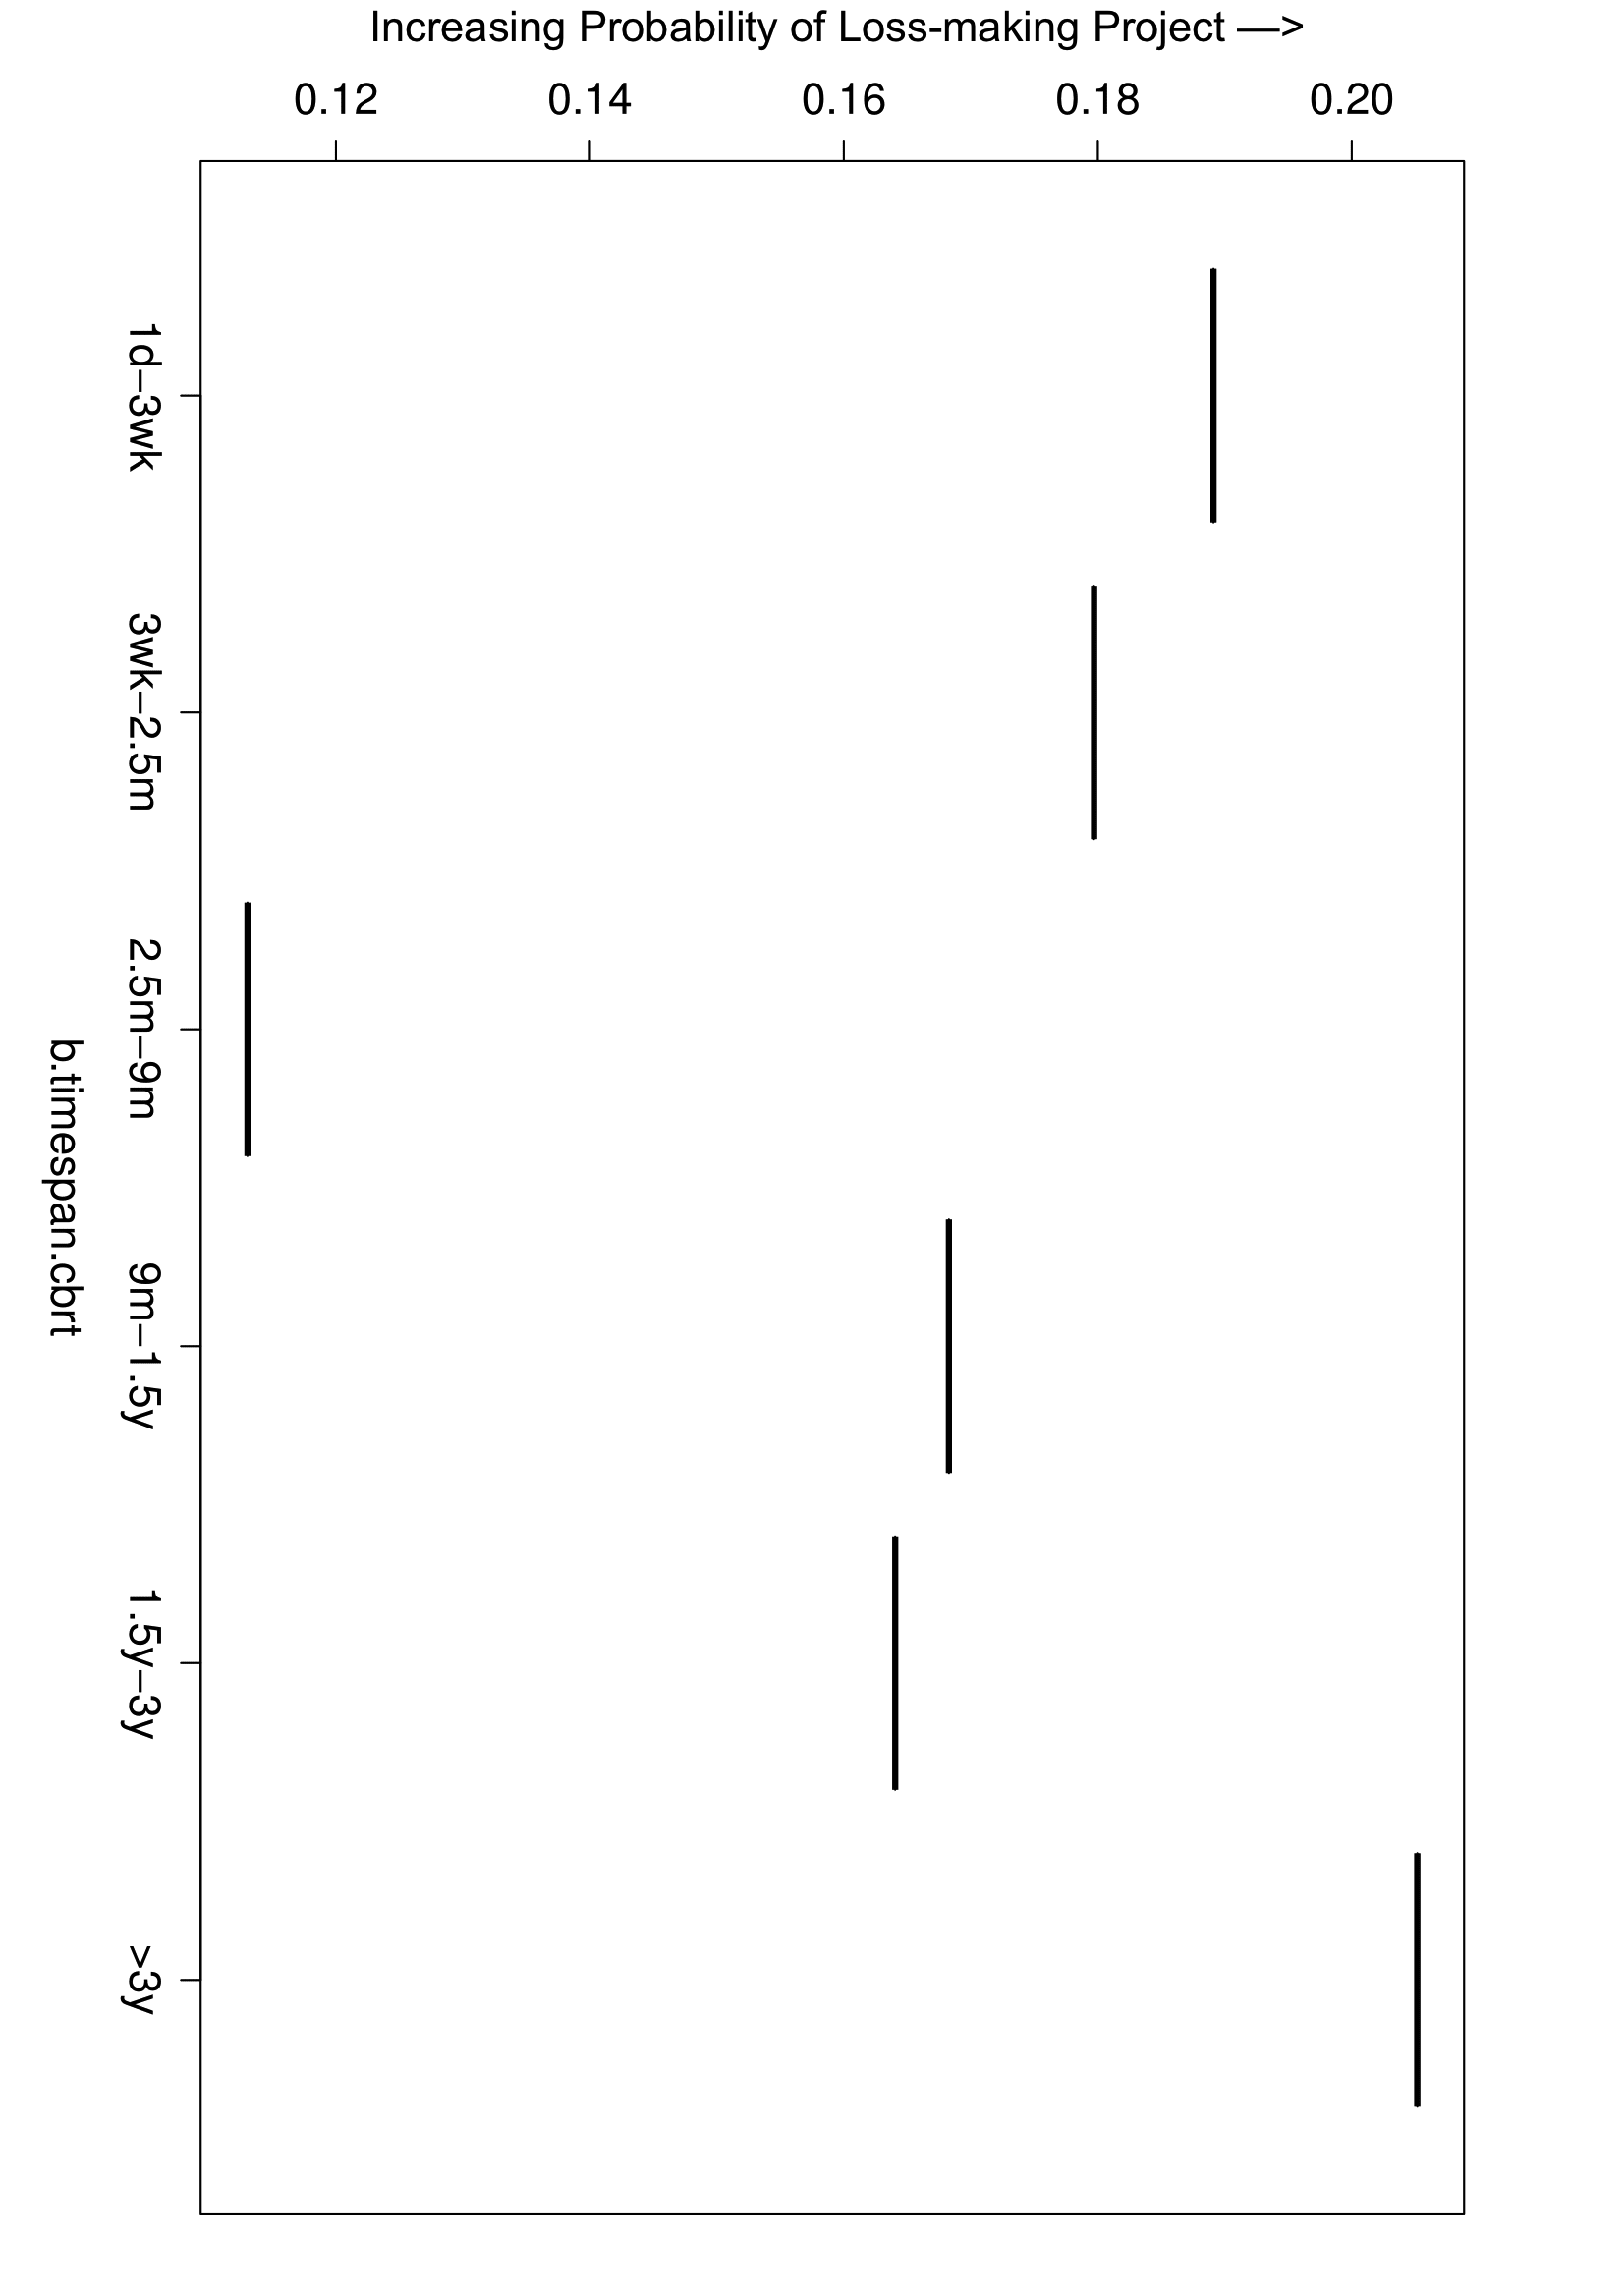 Increasing Probability of Loss-making Project —>
0.12 0.14 0.16 0.18 0.20
1d−3wk
3wk−2.5m
2.5m−9m
9m−1.5y
1.5y−3y
>3y
b.timespan.cbrt